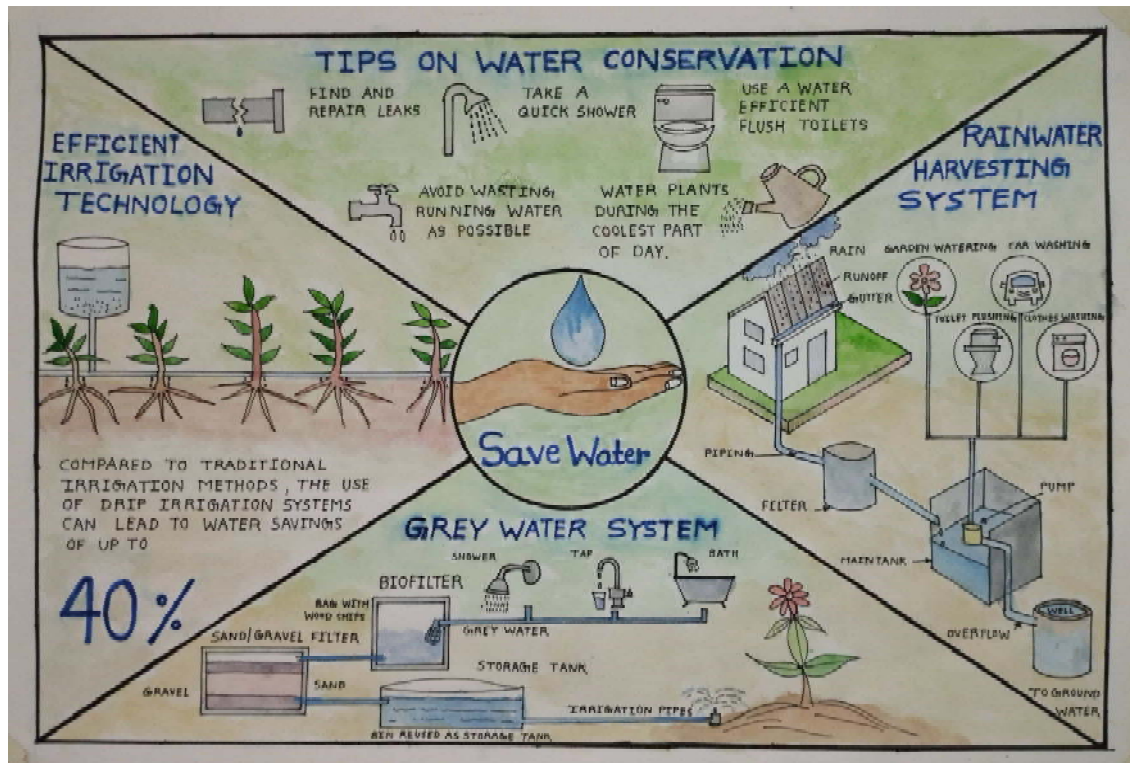 TIPS ON WATER CONSERVATION
FIND AND
REPAIR LEAKS
TAKE A
QUICK SHOWER
USE A WATER
EFFICIENT
FLUSH TOILETS
AVOID WASTING
RUNNING WATER
AS POSSIBLE
WATER PLANTS
DURING THE
COOLEST PART
OF DAY.
EFFICIENT
IRRIGATION
TECHNOLOGY
COMPARED TO TRADITIONAL
IRRIGATION METHODS, THE USE
OF DRIP IRRIGATION SYSTEMS
CAN LEAD TO WATER SAVINGS
OF UP TO
40%
Save Water
RAINWATER
HARVESTING
SYSTEM
RAIN
RUNOFF
GUTTER
GARDEN WATERING
CAR WASHING
TOILET FLUSHING
CLOTHES WASHING
PIPING
FELTER
PUMP
MAINTANK
OVERFLOW
WELL
TO GROUND
WATER
GREY WATER SYSTEM
SHOWER
TAP
BATH
BIOFILTER
BAG WITH
WOOD CHIPS
GREY WATER
SAND/GRAVEL FILTER
GRAVEL
SAND
STORAGE TANK
IRRIGATION PIPES
BIN REUSED AS STORAGE TANK